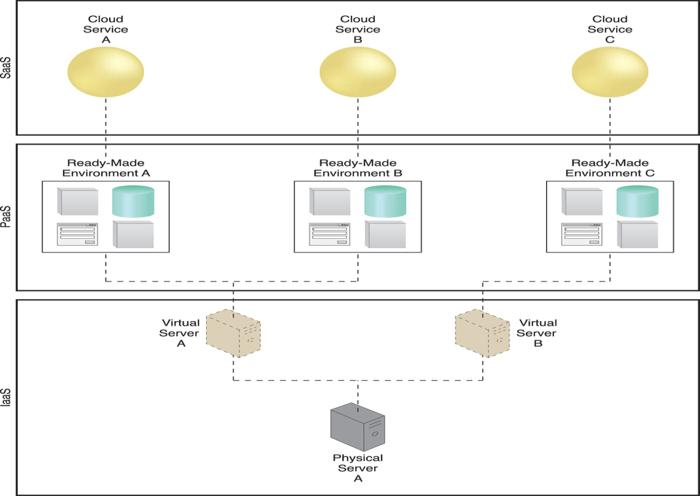 SaaS
Cloud
Service
A
Cloud
Service
B
Cloud
Service
C
PaaS
Ready-Made
Environment A
Ready-Made
Environment B
Ready-Made
Environment C
IaaS
Virtual
Server
A
Virtual
Server
B
Physical
Server
A